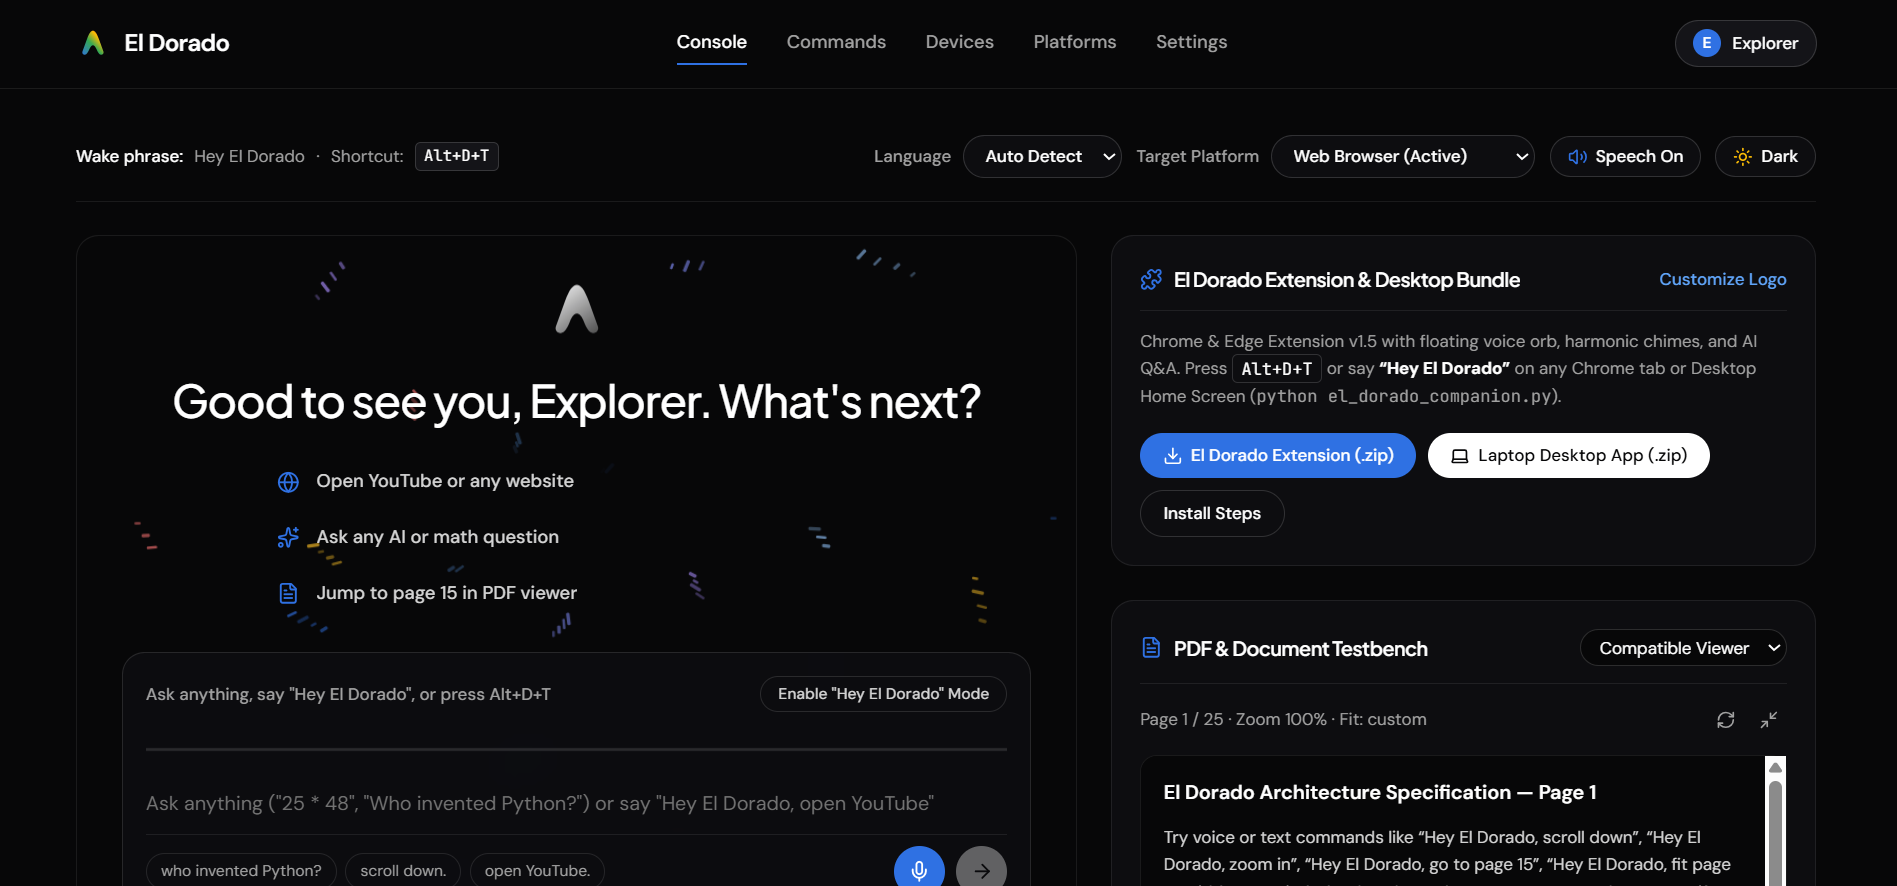 El Dorado
Console
Commands
Devices
Platforms
Settings
E
Explorer
Wake phrase: Hey El Dorado · Shortcut: Alt+D+T
Language
Auto Detect
Target Platform
Web Browser (Active)
Speech On
Dark
Good to see you, Explorer. What's next?
Open YouTube or any website
Ask any AI or math question
Jump to page 15 in PDF viewer
Ask anything, say "Hey El Dorado", or press Alt+D+T
Enable "Hey El Dorado" Mode
Ask anything ("25 * 48", "Who invented Python?") or say "Hey El Dorado, open YouTube"
who invented Python?
scroll down.
open YouTube.
El Dorado Extension & Desktop Bundle
Customize Logo
Chrome & Edge Extension v1.5 with floating voice orb, harmonic chimes, and AI
Q&A. Press Alt+D+T or say “Hey El Dorado” on any Chrome tab or Desktop
Home Screen (python el_dorado_companion.py).
El Dorado Extension (.zip)
Laptop Desktop App (.zip)
Install Steps
PDF & Document Testbench
Compatible Viewer
Page 1 / 25 · Zoom 100% · Fit: custom
El Dorado Architecture Specification — Page 1
Try voice or text commands like “Hey El Dorado, scroll down”, “Hey El
Dorado, zoom in”, “Hey El Dorado, go to page 15”, “Hey El Dorado, fit page